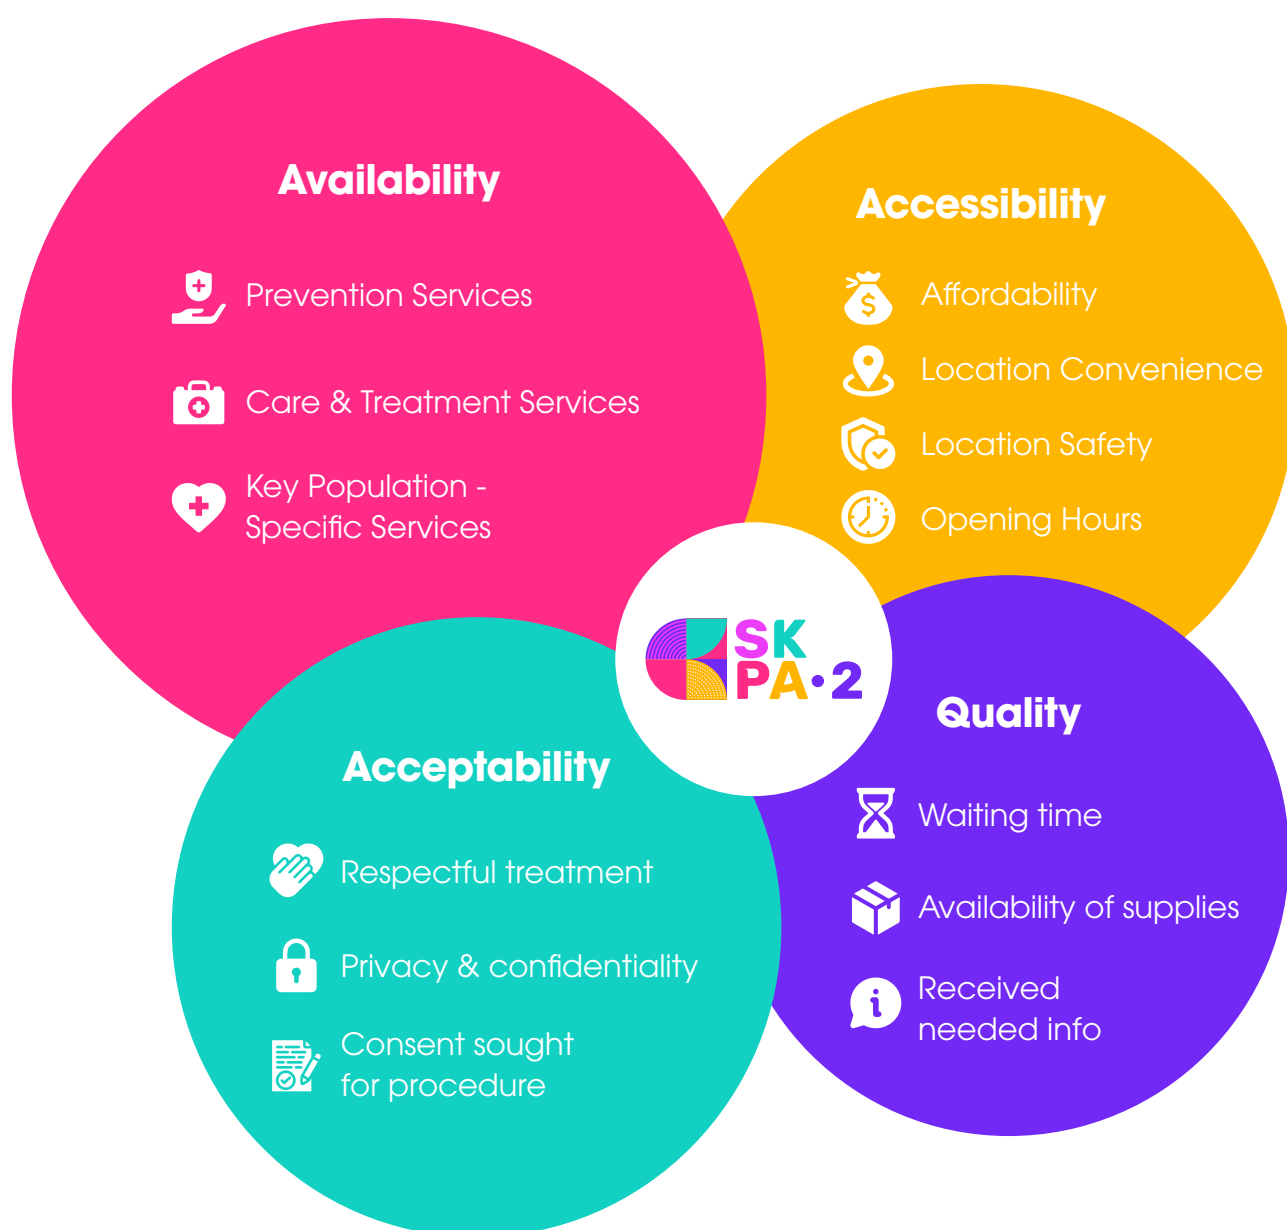 Availability
Prevention Services
Care & Treatment Services
Key Population -
Specific Services
Accessibility
$
Affordability
Location Convenience
Location Safety
Opening Hours
SK
PA·2
Acceptability
Respectful treatment
Privacy & confidentiality
Consent sought
for procedure
Quality
Waiting time
Availability of supplies
i
Received
needed info